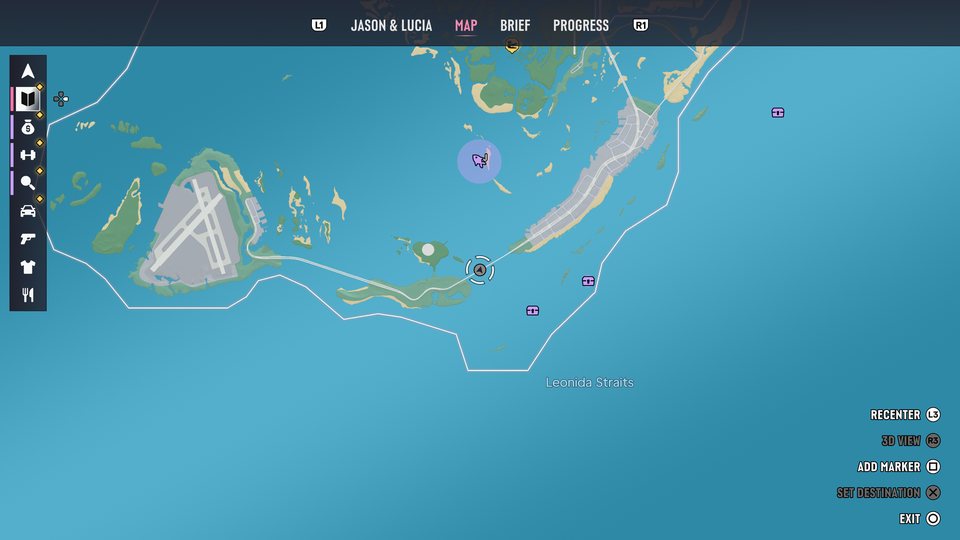 L1 JASON & LUCIA MAP BRIEF PROGRESS R1
Leonida Straits
RECENTER L3
3D VIEW R3
ADD MARKER
SET DESTINATION
EXIT